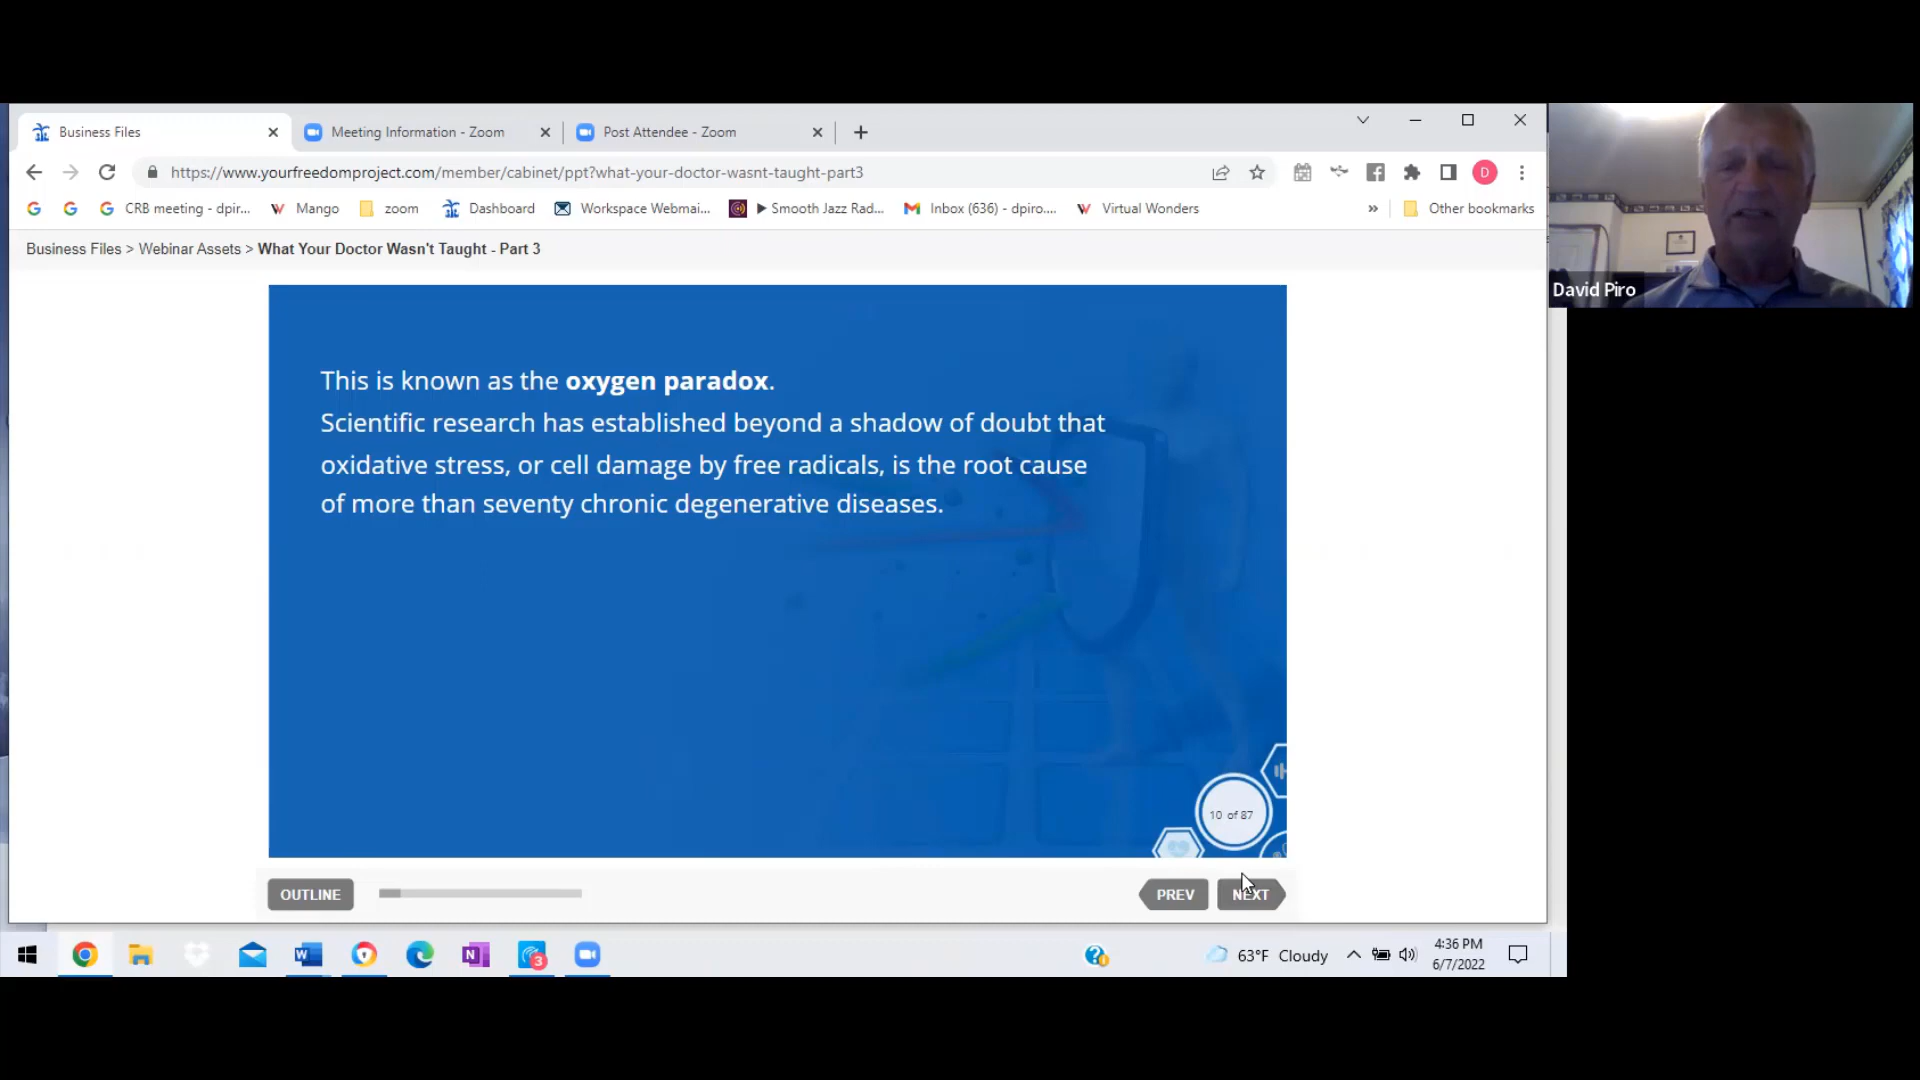 Business Files
Meeting Information - Zoom
Post Attendee - Zoom
https://www.yourfreedomproject.com/member/cabinet/ppt?what-your-doctor-wasnt-taught-part3
D
CRB meeting - dpir...
Mango
zoom
Dashboard
Workspace Webmai...
Smooth Jazz Rad...
Inbox (636) - dpiro....
Virtual Wonders
»
Other bookmarks
Business Files > Webinar Assets > What Your Doctor Wasn't Taught - Part 3
David Piro
This is known as the oxygen paradox.
Scientific research has established beyond a shadow of doubt that
oxidative stress, or cell damage by free radicals, is the root cause
of more than seventy chronic degenerative diseases.
10 of 87
OUTLINE
PREV
NEXT
3
63°F Cloudy
4:36 PM
6/7/2022